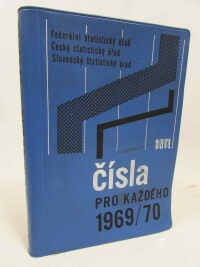 Federální statistický úřad
Český statistický úřad
Slovenský štatistický úrad
SNTL
čísla
PRO KAŽDÉHO
1969/70